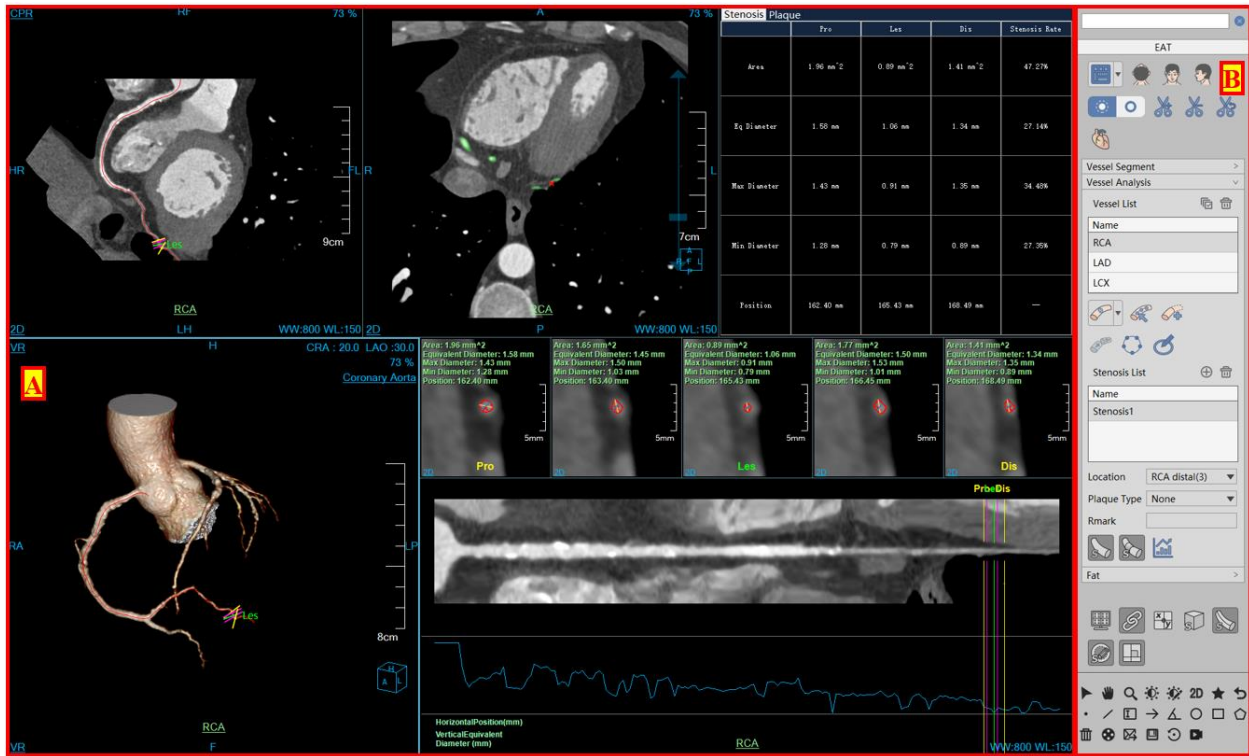 CPR
RF
73 %
HR
FL
9cm
Les
RCA
2D
LH
WW:800 WL:150
A
73 %
R
L
7cm
A
R F L
P
RCA
2D
P
WW:800 WL:150
Stenosis Plaque
Pro Les Dis Stenosis Rate
Area 1.96 mm^2 0.89 mm^2 1.41 mm^2 47.27%
Eq Diameter 1.58 mm 1.06 mm 1.34 mm 27.14%
Max Diameter 1.43 mm 0.91 mm 1.35 mm 34.48%
Min Diameter 1.28 mm 0.79 mm 0.89 mm 27.35%
Position 162.40 mm 165.43 mm 168.49 mm —
VR
H
CRA : 20.0 LAO :30.0
73 %
Coronary Aorta
A
RA
LP
Les
8cm
H
A L
RCA
VR
F
Area: 1.96 mm^2
Equivalent Diameter: 1.58 mm
Max Diameter: 1.43 mm
Min Diameter: 1.28 mm
Position: 162.40 mm
5mm
2D
Pro
Area: 1.65 mm^2
Equivalent Diameter: 1.45 mm
Max Diameter: 1.50 mm
Min Diameter: 1.03 mm
Position: 163.40 mm
5mm
2D
Area: 0.89 mm^2
Equivalent Diameter: 1.06 mm
Max Diameter: 0.91 mm
Min Diameter: 0.79 mm
Position: 165.43 mm
5mm
2D
Les
Area: 1.77 mm^2
Equivalent Diameter: 1.50 mm
Max Diameter: 1.53 mm
Min Diameter: 1.01 mm
Position: 166.45 mm
5mm
2D
Area: 1.41 mm^2
Equivalent Diameter: 1.34 mm
Max Diameter: 1.35 mm
Min Diameter: 0.89 mm
Position: 168.49 mm
5mm
2D
Dis
Dis
HorizontalPosition(mm)
VerticalEquivalent
Diameter (mm)
RCA
WW:800 WL:150
EAT
B
Vessel Segment
Vessel Analysis
Vessel List
Name
RCA
LAD
LCX
Stenosis List
Name
Stenosis1
Location RCA distal(3)
Plaque Type None
Rmark
Fat
2D